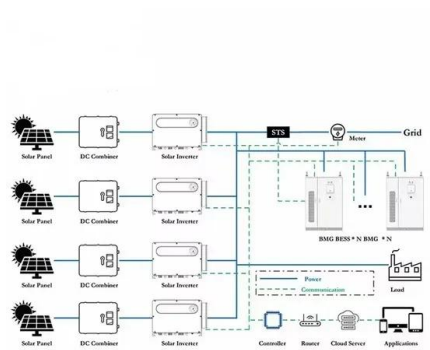 STS
Meter
Grid
Solar Panel DC Combiner Solar Inverter
Solar Panel DC Combiner Solar Inverter
BMG BESS * N BMG * N
Solar Panel DC Combiner Solar Inverter
Power
Communication
Load
Solar Panel DC Combiner Solar Inverter
Controller Router Cloud Server Applications